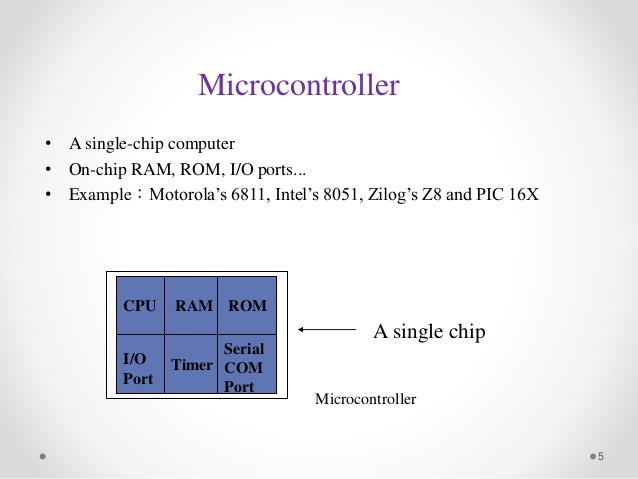 Microcontroller
• A single-chip computer
• On-chip RAM, ROM, I/O ports...
• Example：Motorola's 6811, Intel's 8051, Zilog's Z8 and PIC 16X
CPU RAM ROM
I/O
Port
Timer
Serial
COM
Port
A single chip
Microcontroller
5